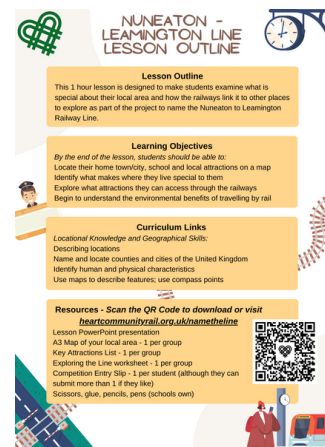 NUNEATON -
LEAMINGTON LINE
LESSON OUTLINE
Lesson Outline
This 1 hour lesson is designed to make students examine what is
special about their local area and how the railways link it to other places
to explore as part of the project to name the Nuneaton to Leamington
Railway Line.
Learning Objectives
By the end of the lesson, students should be able to:
Locate their home town/city, school and local attractions on a map
Identify what makes where they live special to them
Explore what attractions they can access through the railways
Begin to understand the environmental benefits of travelling by rail
Curriculum Links
Locational Knowledge and Geographical Skills:
Describing locations
Name and locate counties and cities of the United Kingdom
Identify human and physical characteristics
Use maps to describe features; use compass points
Resources - Scan the QR Code to download or visit
heartcommunityrail.org.uk/nametheline
Lesson PowerPoint presentation
A3 Map of your local area - 1 per group
Key Attractions List - 1 per group
Exploring the Line worksheet - 1 per group
Competition Entry Slip - 1 per student (although they can
submit more than 1 if they like)
Scissors, glue, pencils, pens (schools own)